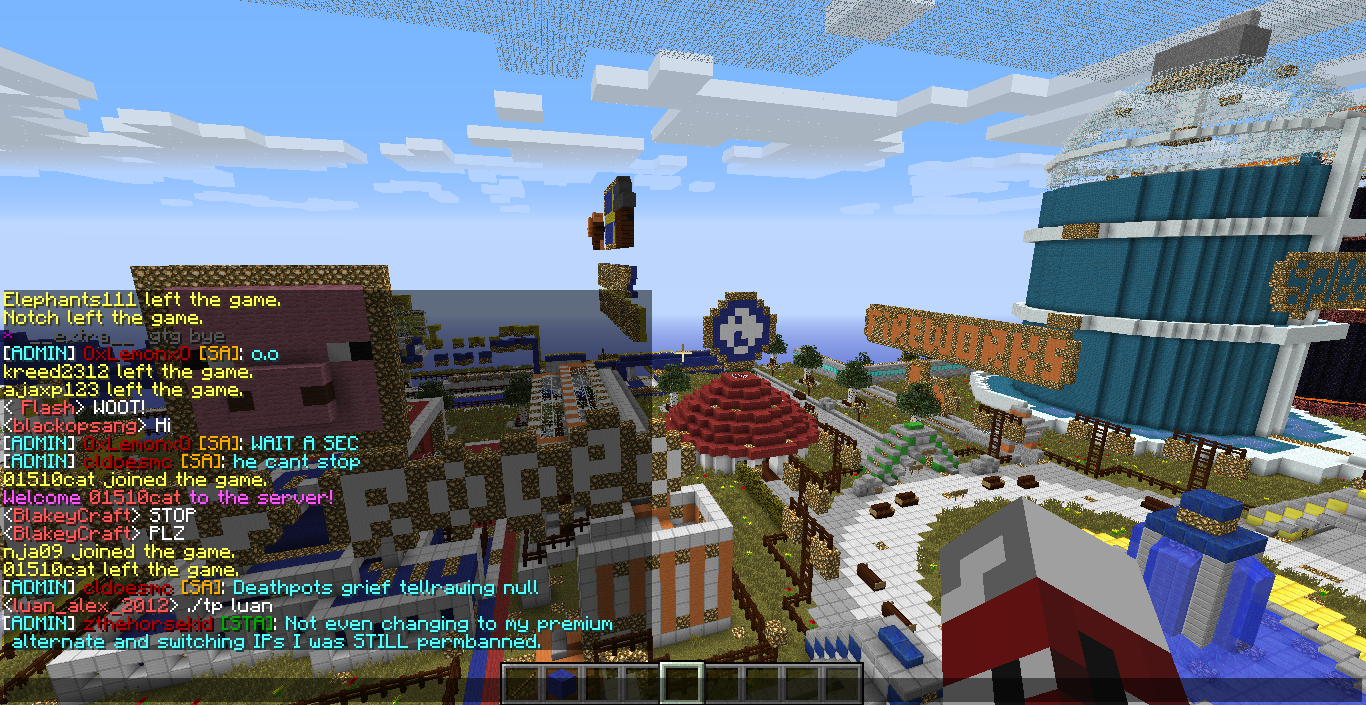 Elephants111 left the game.
Notch left the game.
gtg bye
[ADMIN] 0xLemonx0 [SA]: o.o
kreed2312 left the game.
ajaxp123 left the game.
<_Flash> WOOT!
<blackopsang> Hi
[ADMIN] 0xLemonx0 [SA]: WAIT A SEC
[ADMIN] cldoesmc [SA]: he cant stop
01510cat joined the game.
Welcome 01510cat to the server!
<BlakeyCraft> STOP
<BlakeyCraft> PLZ
nja09 joined the game.
01510cat left the game.
[ADMIN] cldoesmc [SA]: Deathpots grief tellrawing null
<luan_alex_2012> ./tp luan
[ADMIN] zthehorsekid [STA]: Not even changing to my premium
alternate and switching IPs I was STILL permbanned.
FIREWORKS